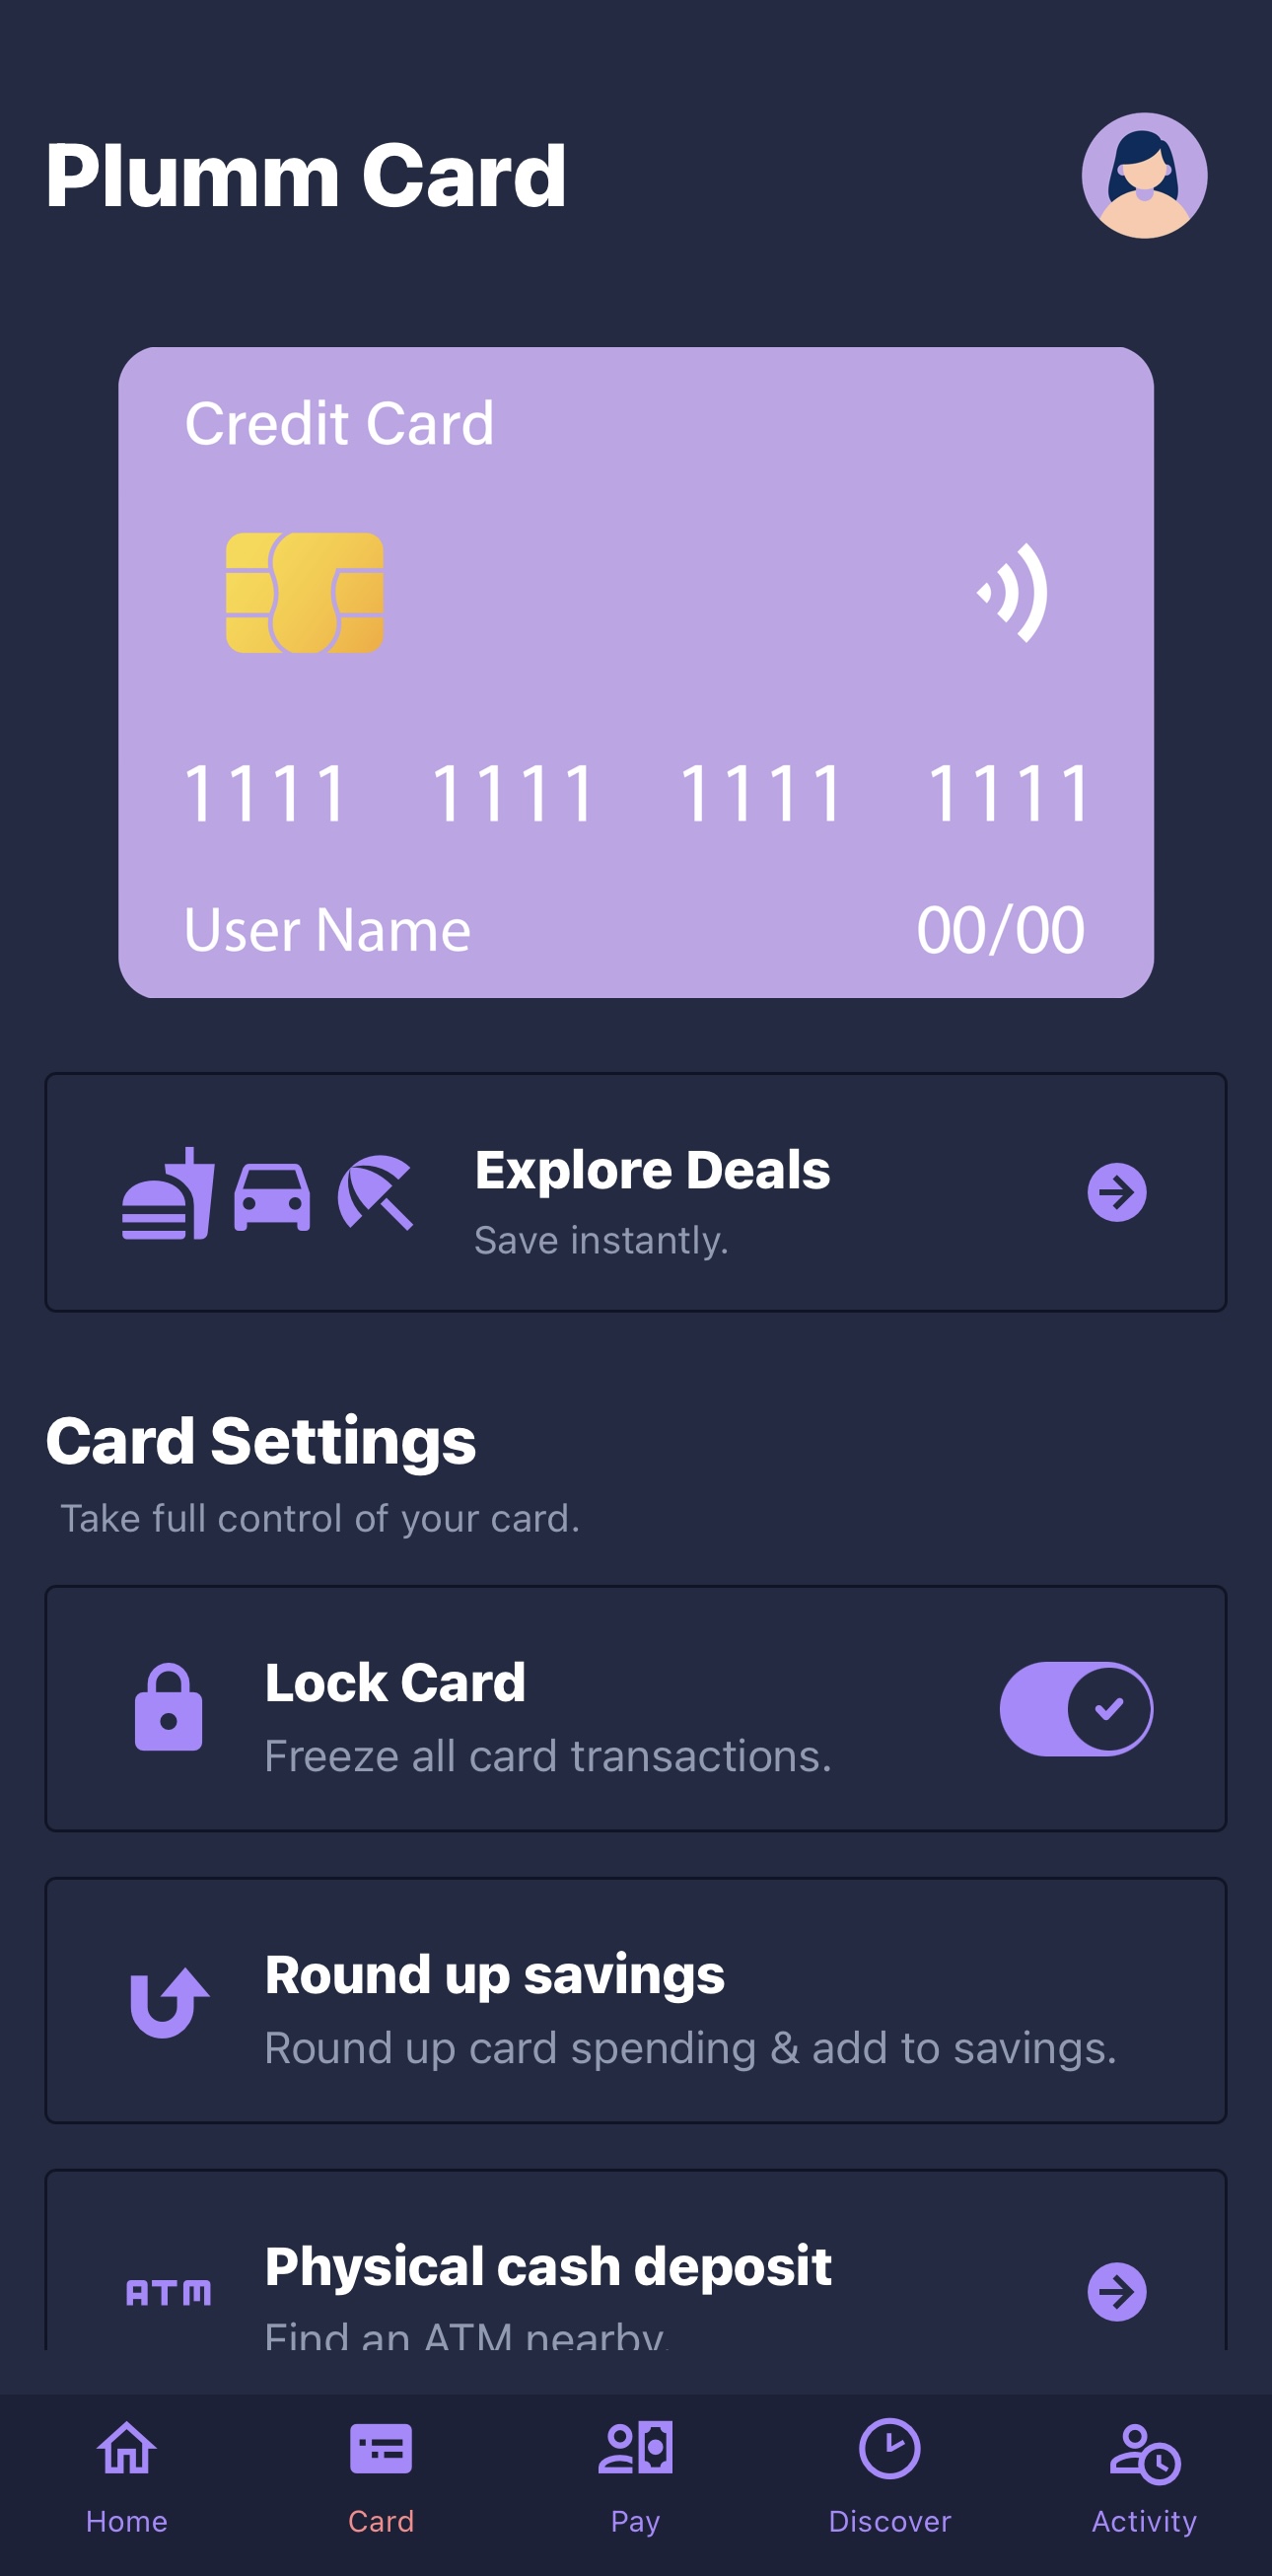 Plumm Card
Credit Card
1111 1111 1111 1111
User Name 00/00
Explore Deals
Save instantly.
Card Settings
Take full control of your card.
Lock Card
Freeze all card transactions.
Round up savings
Round up card spending & add to savings.
ATM
Physical cash deposit
Find an ATM nearby.
Home Card Pay Discover Activity